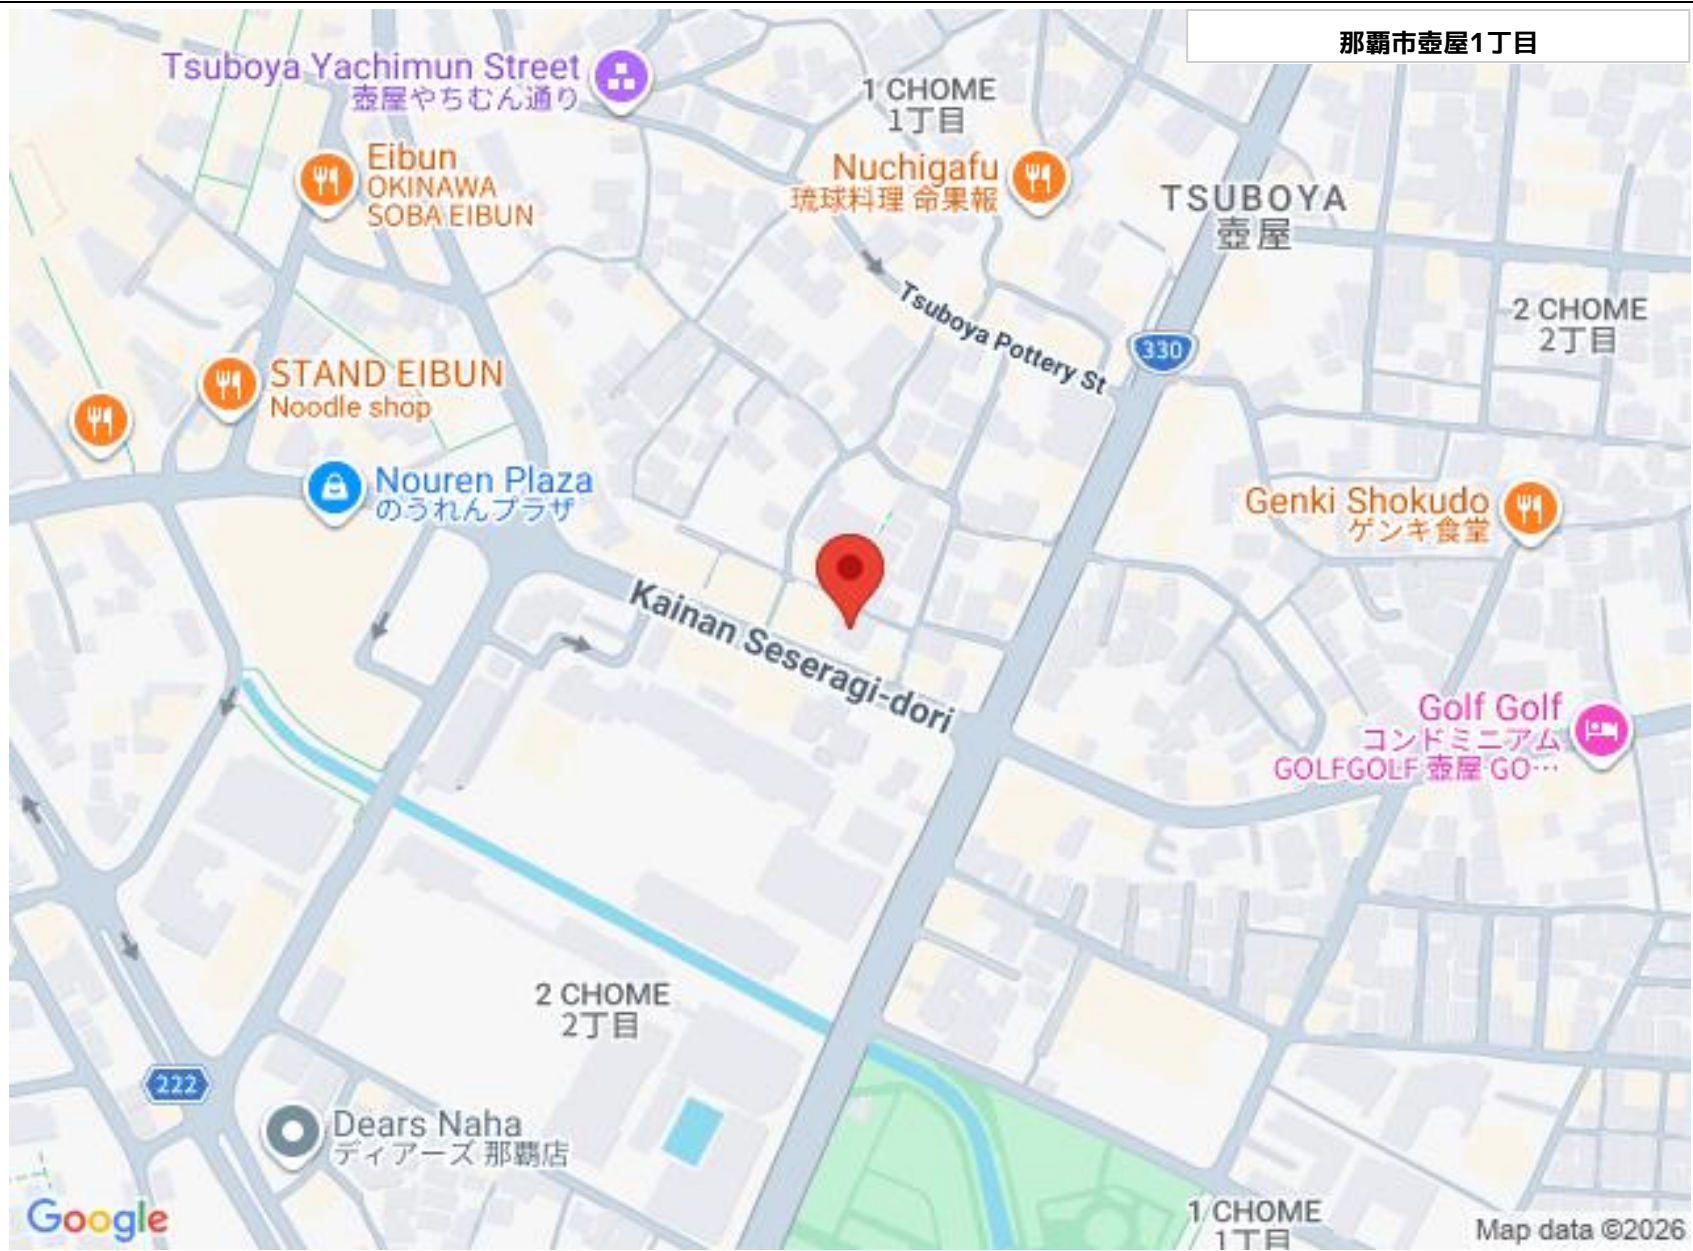 那覇市壺屋1丁目
Tsuboya Yachimun Street
壺屋やちむん通り
1 CHOME
1丁目
Eibun
OKINAWA
SOBA EIBUN
Nuchigafu
琉球料理 命果報
TSUBOYA
壺屋
Tsuboya Pottery St
330
2 CHOME
2丁目
STAND EIBUN
Noodle shop
Nouren Plaza
のうれんプラザ
Genki Shokudo
ゲンキ食堂
Kainan Seseragi-dori
Golf Golf
コンドミニアム
GOLFGOLF 壺屋 GO…
2 CHOME
2丁目
222
Dears Naha
ディアーズ 那覇店
1 CHOME
1丁目
Google
Map data ©2026